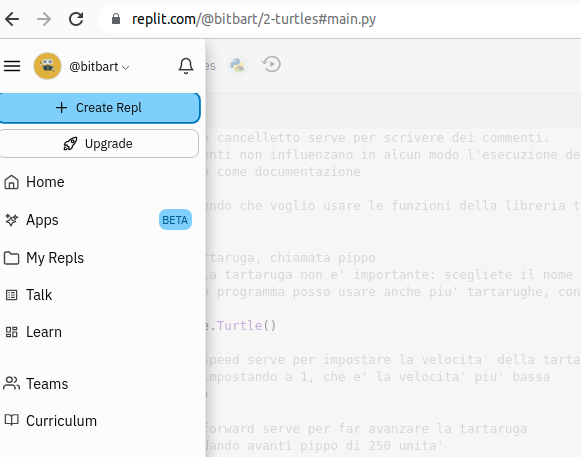 replit.com/@bitbart/2-turtles#main.py
@bitbart
es
Create Repl
Upgrade
Home
Apps BETA
My Repls
Talk
Learn
Teams
Curriculum
e cancelletto serve per scrivere dei commenti.
enti non influenzano in alcun modo l'esecuzione de
o come documentazione
endo che voglio usare le funzioni della libreria t
rtaruga, chiamata pippo
la tartaruga non e' importante: scegliete il nome
o programma posso usare anche piu' tartarughe, con
e.Turtle()
speed serve per impostare la velocita' della tarta
impostando a 1, che e' la velocita' piu' bassa
forward serve per far avanzare la tartaruga
dando avanti pippo di 250 unita'